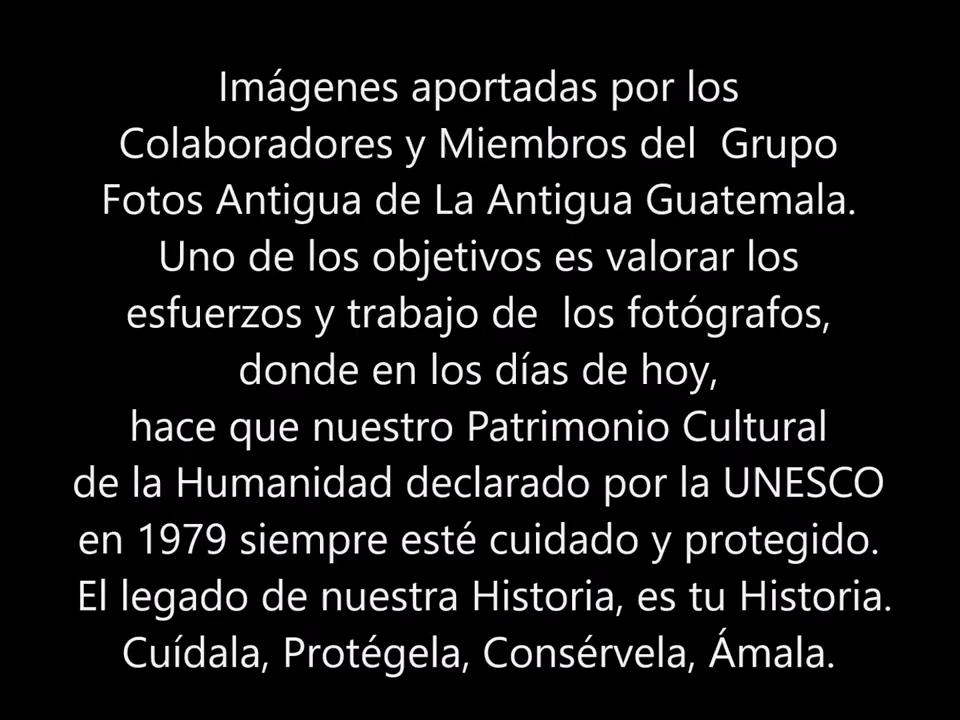 Imágenes aportadas por los
Colaboradores y Miembros del  Grupo
Fotos Antigua de La Antigua Guatemala.
Uno de los objetivos es valorar los
esfuerzos y trabajo de  los fotógrafos,
donde en los días de hoy,
hace que nuestro Patrimonio Cultural
de la Humanidad declarado por la UNESCO
en 1979 siempre esté cuidado y protegido.
El legado de nuestra Historia, es tu Historia.
Cuídala, Protégela, Consérvela, Ámala.